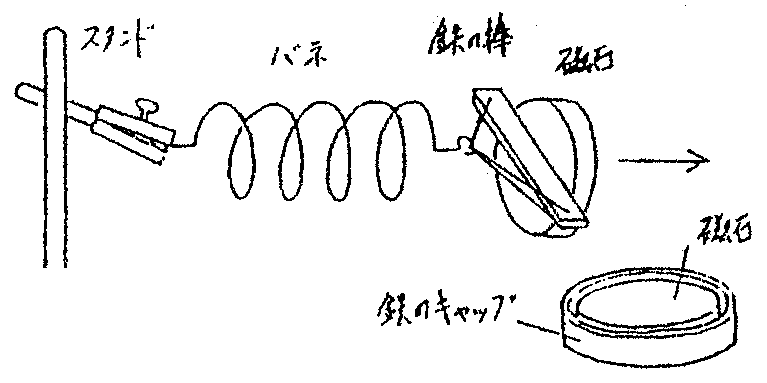 スタンド
バネ
鉄の棒
磁石
磁石
鉄のキャップ